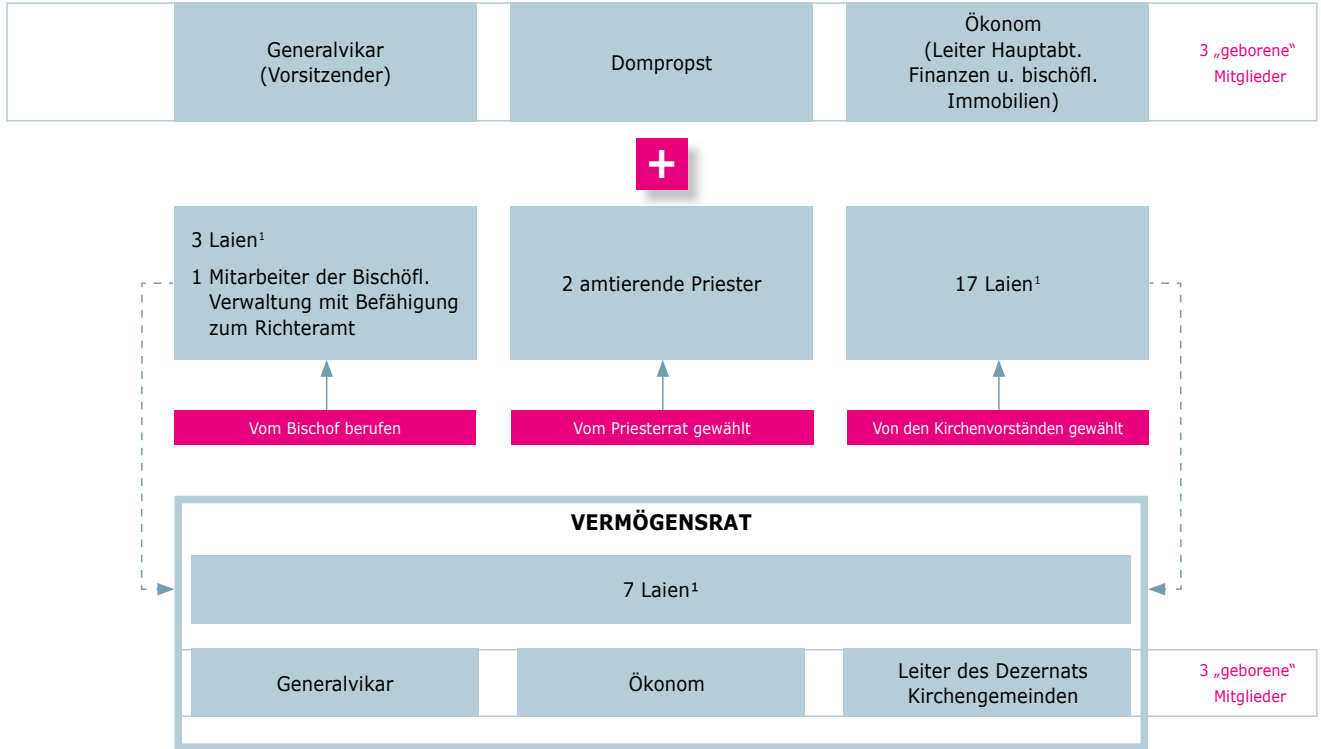 Generalvikar
(Vorsitzender)
Dompropst
Ökonom
(Leiter Hauptabt.
Finanzen u. bischöfl.
Immobilien)
3 „geborene“
Mitglieder
+
3 Laien¹
1 Mitarbeiter der Bischöfl.
Verwaltung mit Befähigung
zum Richteramt
2 amtierende Priester
17 Laien¹
Vom Bischof berufen
Vom Priesterrat gewählt
Von den Kirchenvorständen gewählt
VERMÖGENSRAT
7 Laien¹
Generalvikar
Ökonom
Leiter des Dezernats
Kirchengemeinden
3 „geborene“
Mitglieder